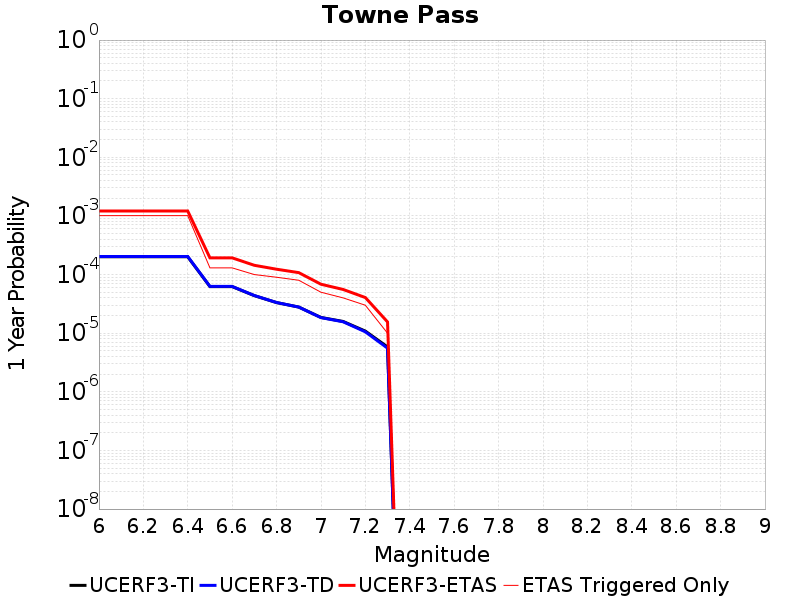 Towne Pass
1 Year Probability
10^0
10^-1
10^-2
10^-3
10^-4
10^-5
10^-6
10^-7
10^-8
6 6.2 6.4 6.6 6.8 7 7.2 7.4 7.6 7.8 8 8.2 8.4 8.6 8.8 9
Magnitude
UCERF3-TI UCERF3-TD UCERF3-ETAS ETAS Triggered Only